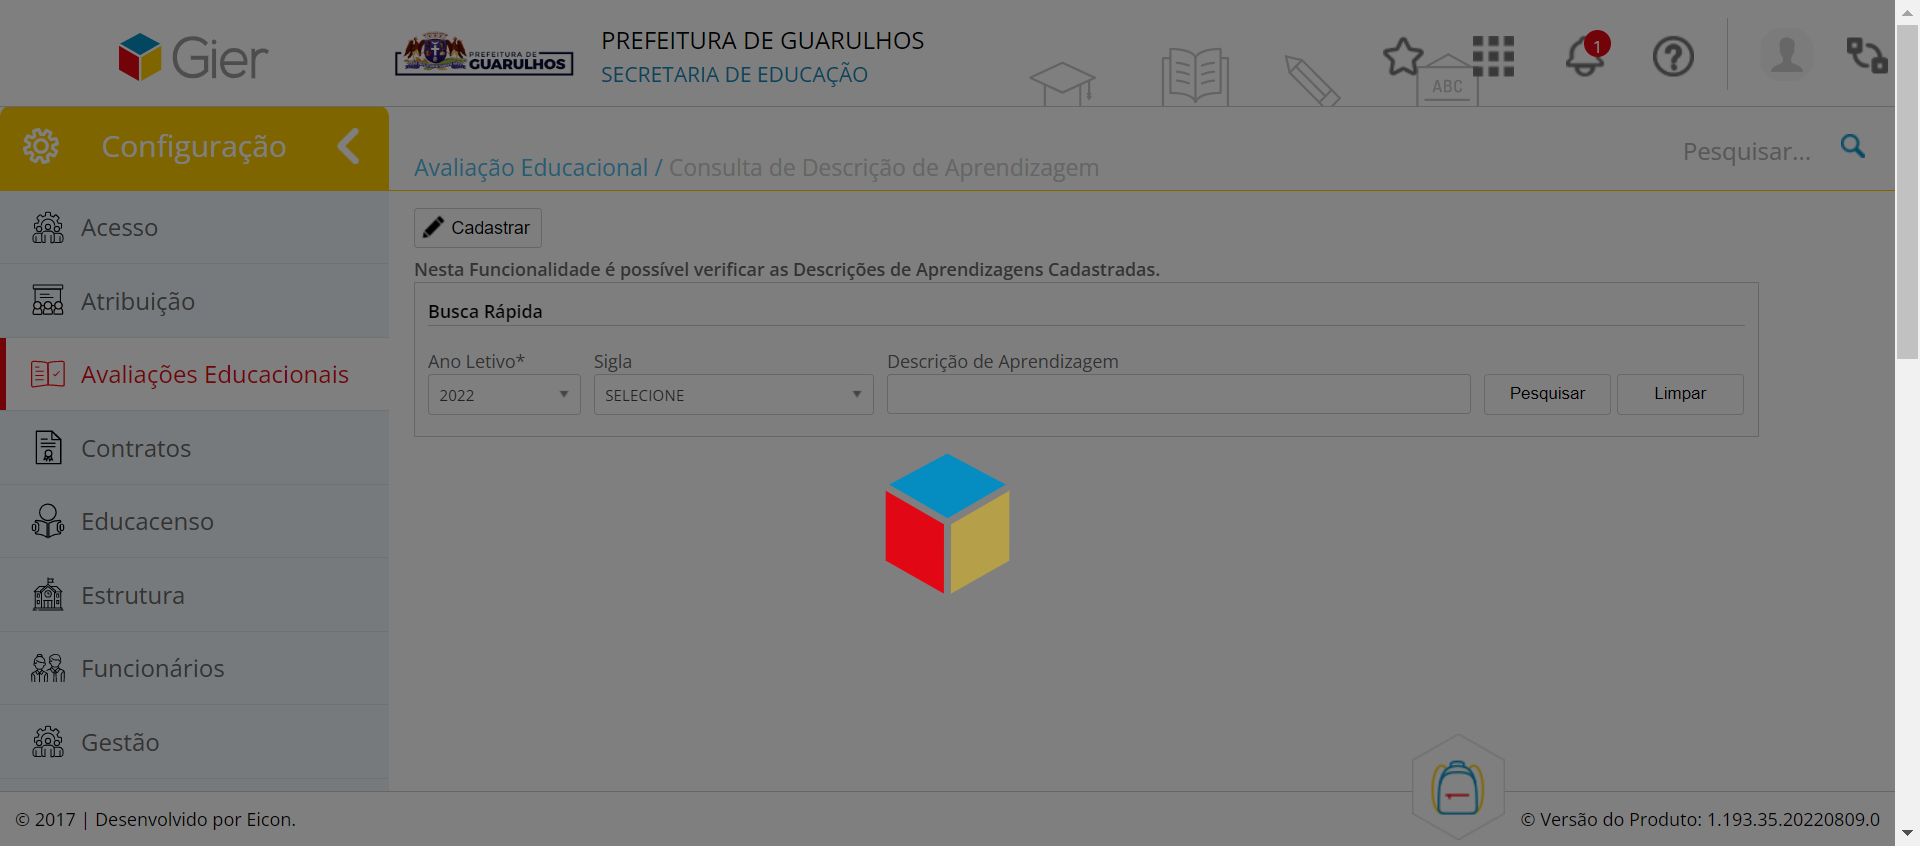 Gier
PREFEITURA DE
GUARULHOS
PREFEITURA DE GUARULHOS
SECRETARIA DE EDUCAÇÃO
ABC
1
Configuração
Avaliação Educacional / Consulta de Descrição de Aprendizagem
Pesquisar...
Acesso
Atribuição
Avaliações Educacionais
Contratos
Educacenso
Estrutura
Funcionários
Gestão
Cadastrar
Nesta Funcionalidade é possível verificar as Descrições de Aprendizagens Cadastradas.
Busca Rápida
Ano Letivo*
Sigla
Descrição de Aprendizagem
2022
SELECIONE
Pesquisar
Limpar
© 2017 | Desenvolvido por Eicon.
© Versão do Produto: 1.193.35.20220809.0